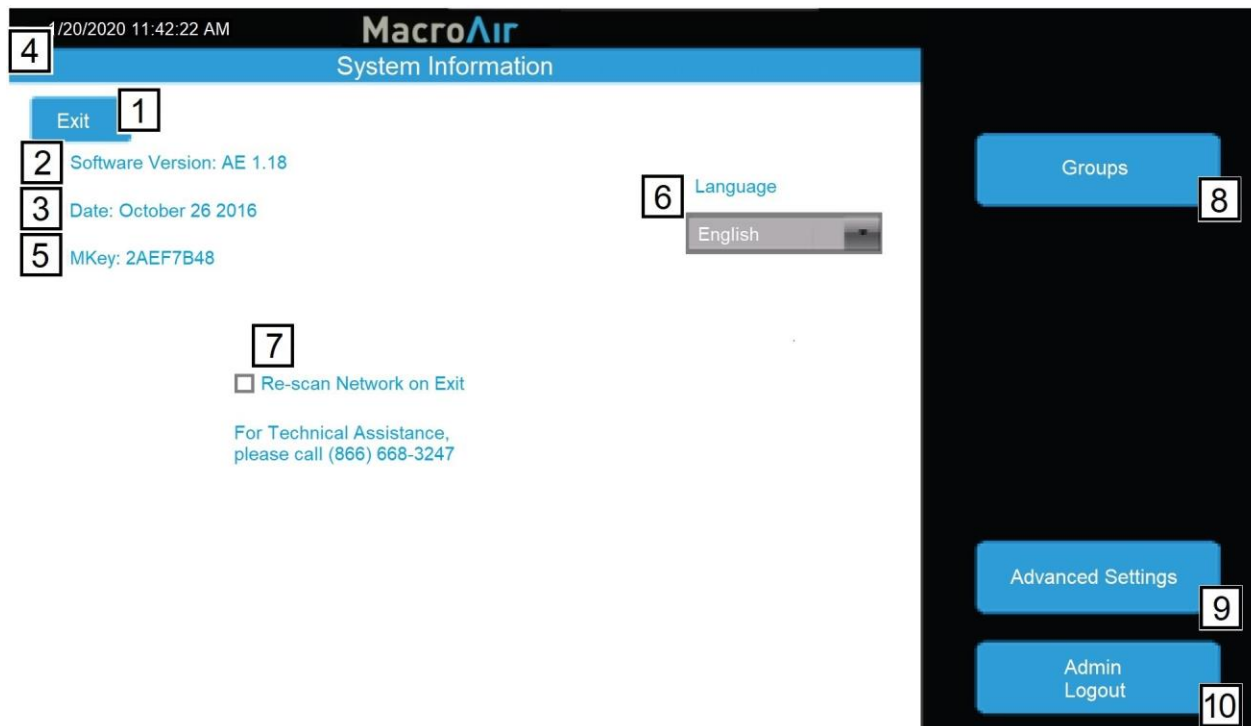 1/20/2020 11:42:22 AM
MacroAir
4
System Information
Exit
1
2
Software Version: AE 1.18
3
Date: October 26 2016
5
MKey: 2AEF7B48
6
Language
English
7
Re-scan Network on Exit
For Technical Assistance,
please call (866) 668-3247
Groups
8
Advanced Settings
9
Admin
Logout
10